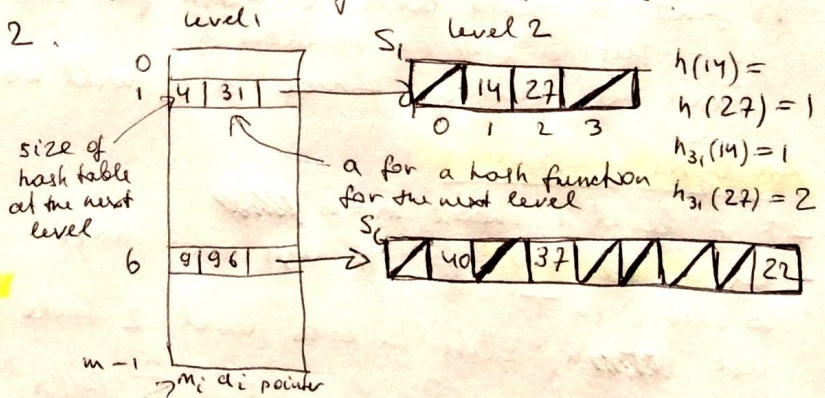 2.
level 1
level 2
S1
0
1
4 | 31
14 27
0 1 2 3
h(14) =
h(27) = 1
h31(14) = 1
h31(27) = 2
size of
hash table
at the next
level
a for a hash function
for the next level
S6
6
9 | 96
40 37 22
m-1
mi ai pointer